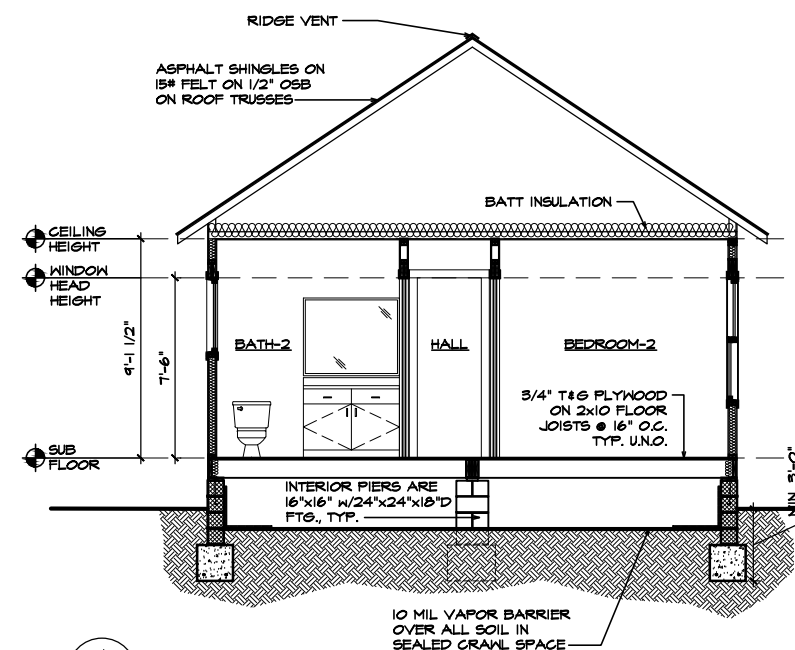 RIDGE VENT
ASPHALT SHINGLES ON
15# FELT ON 1/2" OSB
ON ROOF TRUSSES
BATT INSULATION
CEILING
HEIGHT
WINDOW
HEAD
HEIGHT
9'-1 1/2"
7'-6"
BATH-2
HALL
BEDROOM-2
3/4" T&G PLYWOOD
ON 2x10 FLOOR
JOISTS @ 16" O.C.
TYP. U.N.O.
SUB
FLOOR
INTERIOR PIERS ARE
16"x16" W/24"x24"x18"D
FTG., TYP.
MIN. 3'-0"
10 MIL VAPOR BARRIER
OVER ALL SOIL IN
SEALED CRAWL SPACE